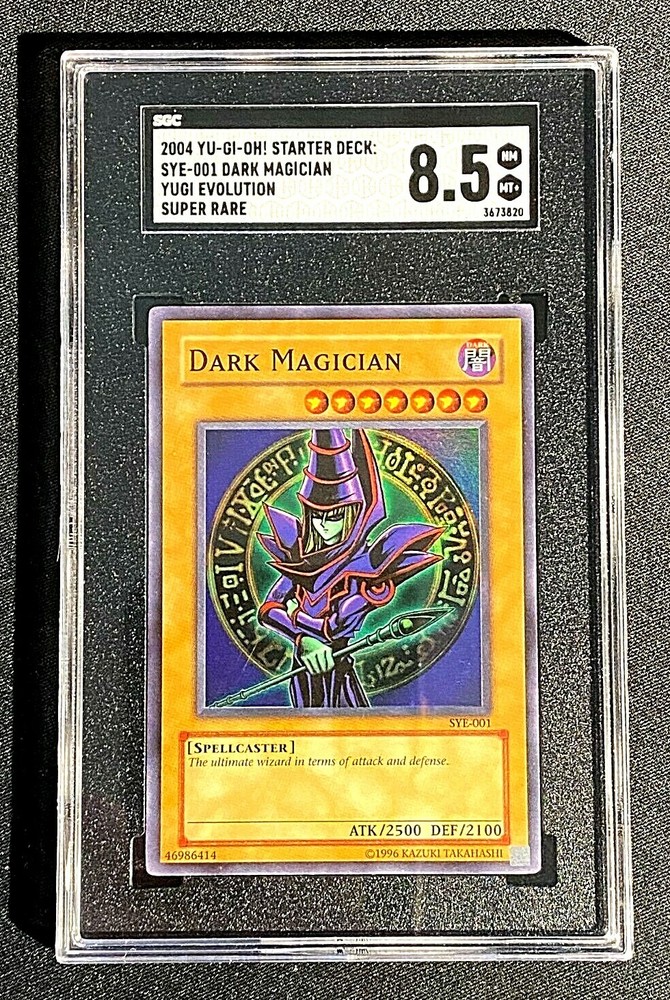 SGC
2004 YU-GI-OH! STARTER DECK:
SYE-001 DARK MAGICIAN
YUGI EVOLUTION
SUPER RARE
8.5
NM
MT+
3673820
DARK MAGICIAN
DARK
闇
SYE-001
[SPELLCASTER]
The ultimate wizard in terms of attack and defense.
ATK/2500 DEF/2100
46986414
©1996 KAZUKI TAKAHASHI